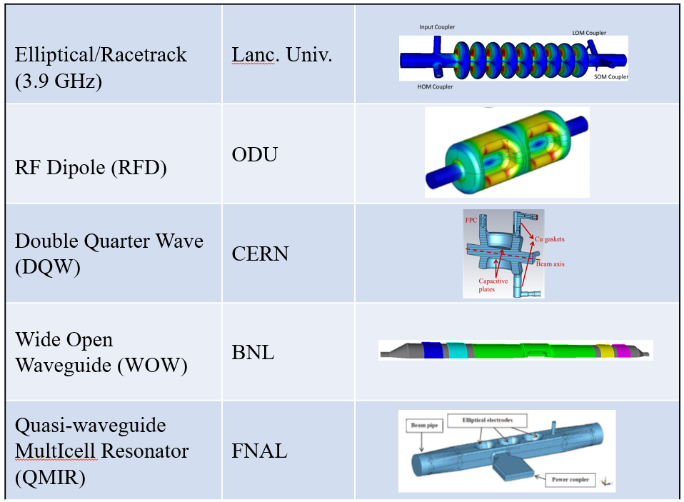 Elliptical/Racetrack
(3.9 GHz)
Lanc. Univ.
Input Coupler
LOM Coupler
HOM Coupler
SOM Coupler
RF Dipole (RFD)
ODU
Double Quarter Wave
(DQW)
CERN
FPC
Cu gaskets
Beam axis
Capacitive
plates
Wide Open
Waveguide (WOW)
BNL
Quasi-waveguide
MultIcell Resonator
(QMIR)
FNAL
Beam pipe
Elliptical electrodes
Power coupler